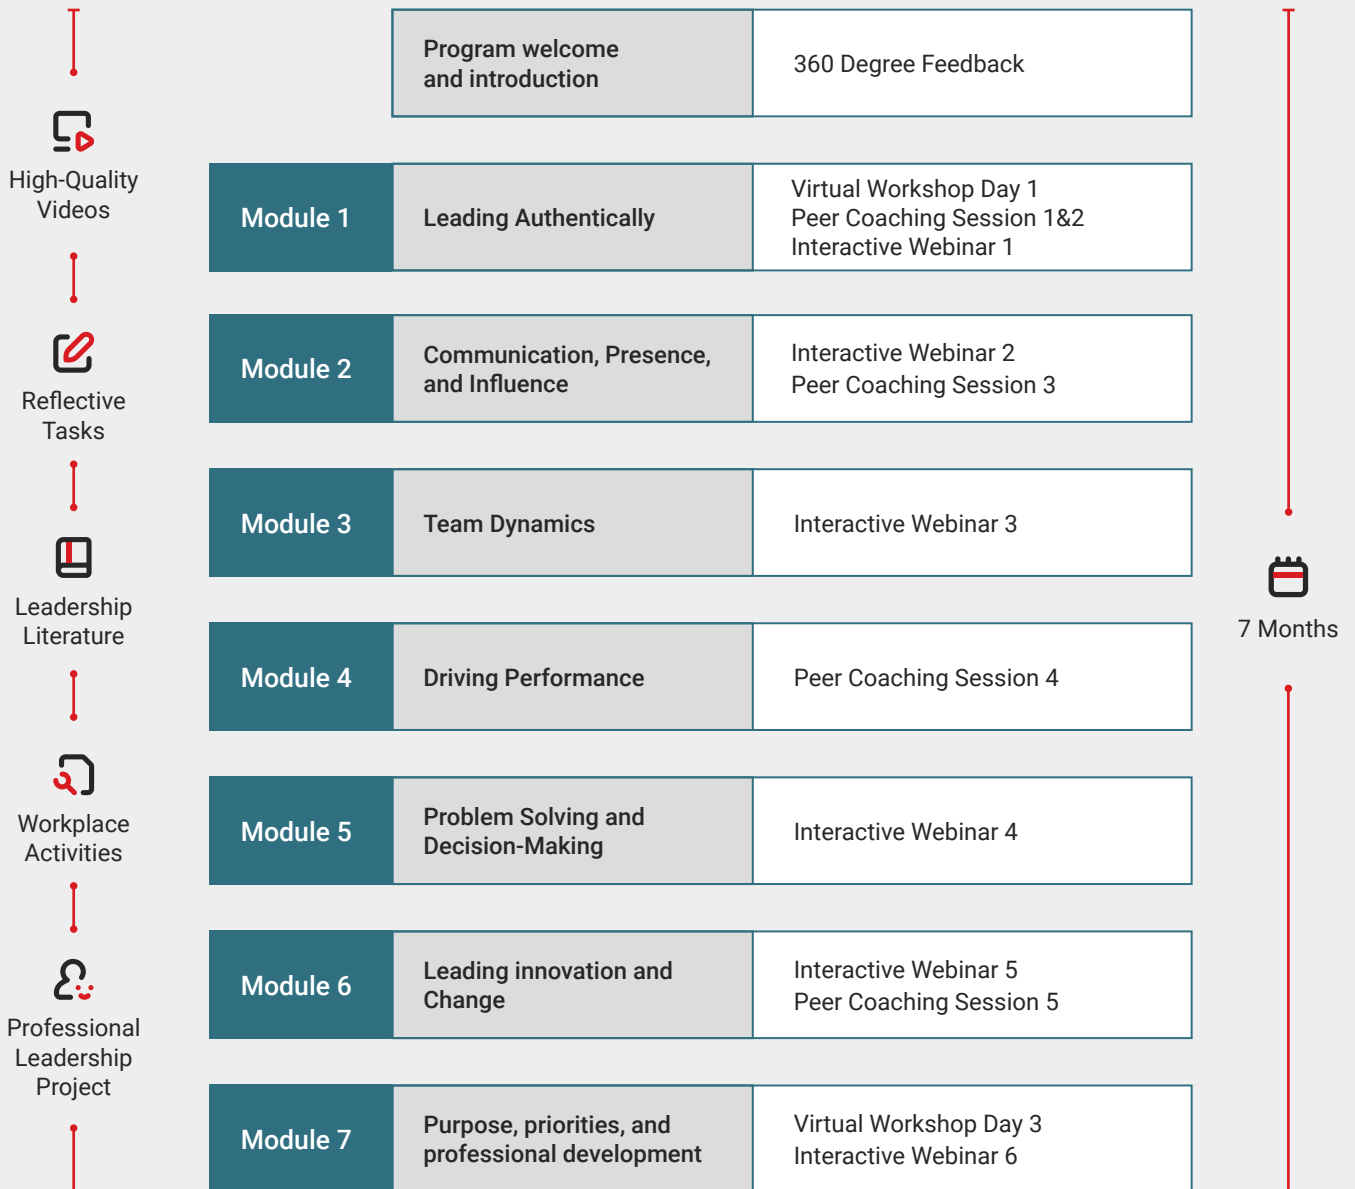 Program welcome
and introduction
360 Degree Feedback
High-Quality
Videos
Module 1
Leading Authentically
Virtual Workshop Day 1
Peer Coaching Session 1&2
Interactive Webinar 1
Reflective
Tasks
Module 2
Communication, Presence,
and Influence
Interactive Webinar 2
Peer Coaching Session 3
Leadership
Literature
Module 3
Team Dynamics
Interactive Webinar 3
7 Months
Module 4
Driving Performance
Peer Coaching Session 4
Workplace
Activities
Module 5
Problem Solving and
Decision-Making
Interactive Webinar 4
Professional
Leadership
Project
Module 6
Leading innovation and
Change
Interactive Webinar 5
Peer Coaching Session 5
Module 7
Purpose, priorities, and
professional development
Virtual Workshop Day 3
Interactive Webinar 6